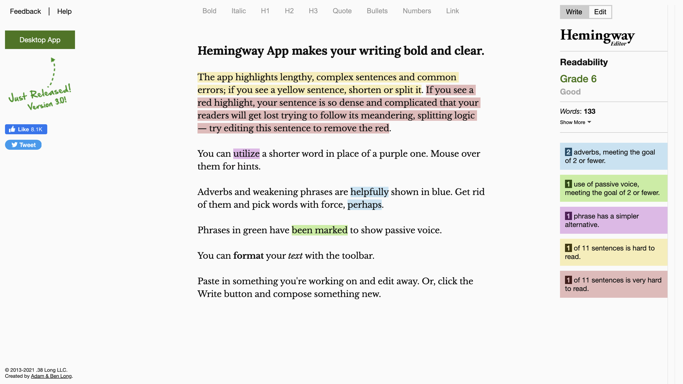 Feedback | Help
Bold Italic H1 H2 H3 Quote Bullets Numbers Link
Write Edit
Desktop App
Just Released!
Version 3.0!
Like 8.1K
Tweet
Hemingway App makes your writing bold and clear.
The app highlights lengthy, complex sentences and common
errors; if you see a yellow sentence, shorten or split it. If you see a
red highlight, your sentence is so dense and complicated that your
readers will get lost trying to follow its meandering, splitting logic
— try editing this sentence to remove the red.
You can utilize a shorter word in place of a purple one. Mouse over
them for hints.
Adverbs and weakening phrases are helpfully shown in blue. Get rid
of them and pick words with force, perhaps.
Phrases in green have been marked to show passive voice.
You can format your text with the toolbar.
Paste in something you're working on and edit away. Or, click the
Write button and compose something new.
Hemingway
Editor
Readability
Grade 6
Good
Words: 133
Show More
2 adverbs, meeting the goal
of 2 or fewer.
1 use of passive voice,
meeting the goal of 2 or fewer.
1 phrase has a simpler
alternative.
1 of 11 sentences is hard to
read.
1 of 11 sentences is very hard
to read.
© 2013-2021 .38 Long LLC.
Created by Adam & Ben Long.